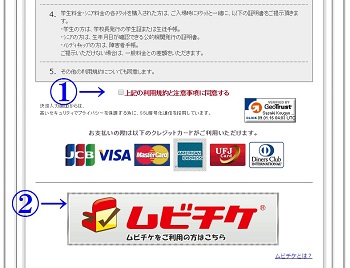 4. 学生料金・シニア料金の各チケットを購入された方は、ご入場時にチケットと一緒に、以下の証明書をご提示頂きます。
・学生の方は、学校発行の学生証または生徒手帳。
・シニアの方は、生年月日が確認できる公的機関発行の証明書。
・ハンディキャップの方は、障害者手帳。
ご提示いただけない場合は、一般料金との差額をいただきます。
5. その他の利用規約についても同意します。
①
上記の利用規約と注意事項に同意する
高いセキュリティでプライバシーを保護する為に、SSL暗号化通信を採用しています。
VERIFIED BY
GeoTrust
お支払いの際は以下のクレジットカードがご利用いただけます。
JCB VISA MasterCard AMERICAN EXPRESS UFJ Card Diners Club INTERNATIONAL
②
ムビチケ®
ムビチケをご利用の方はこちら
ムビチケとは?